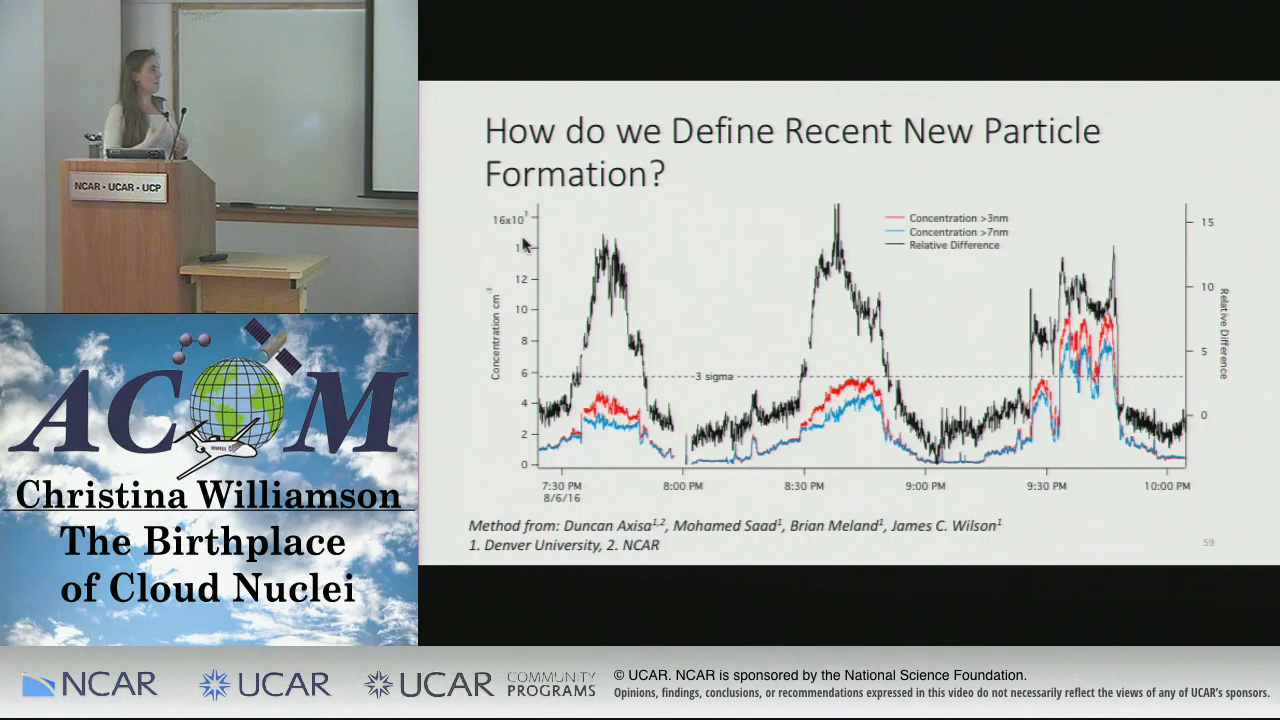 NCAR • UCAR • UCP
ACOM
Christina Williamson
The Birthplace
of Cloud Nuclei
How do we Define Recent New Particle
Formation?
Concentration >3nm
Concentration >7nm
Relative Difference
16x10³
12
10
8
6
4
2
0
Concentration cm⁻³
3 sigma
15
10
5
0
Relative Difference
7:30 PM
8/6/16
8:00 PM
8:30 PM
9:00 PM
9:30 PM
10:00 PM
Method from: Duncan Axisa¹,², Mohamed Saad¹, Brian Meland¹, James C. Wilson¹
1. Denver University, 2. NCAR
59
NCAR
UCAR
UCAR
COMMUNITY
PROGRAMS
© UCAR. NCAR is sponsored by the National Science Foundation.
Opinions, findings, conclusions, or recommendations expressed in this video do not necessarily reflect the views of any of UCAR's sponsors.